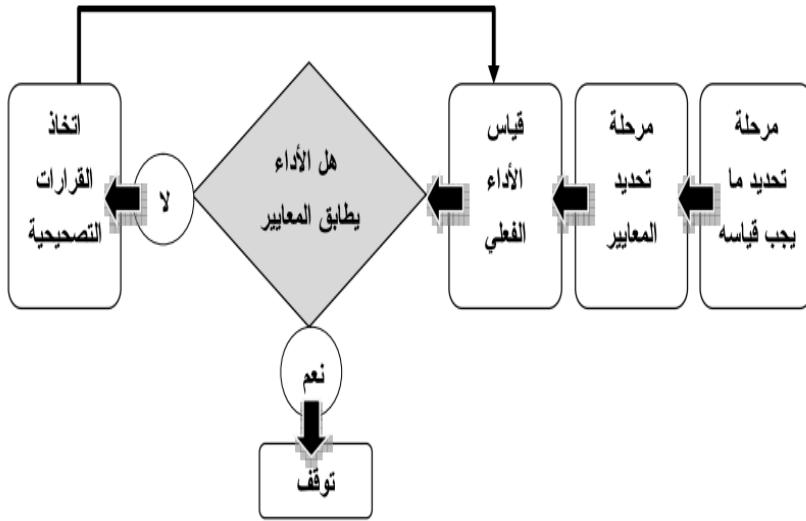 مرحلة
تحديد ما
يجب قياسه
مرحلة
تحديد
المعايير
قياس
الأداء
الفعلي
هل الأداء
يطابق المعايير
لا
اتخاذ
القرارات
التصحيحية
نعم
توقف